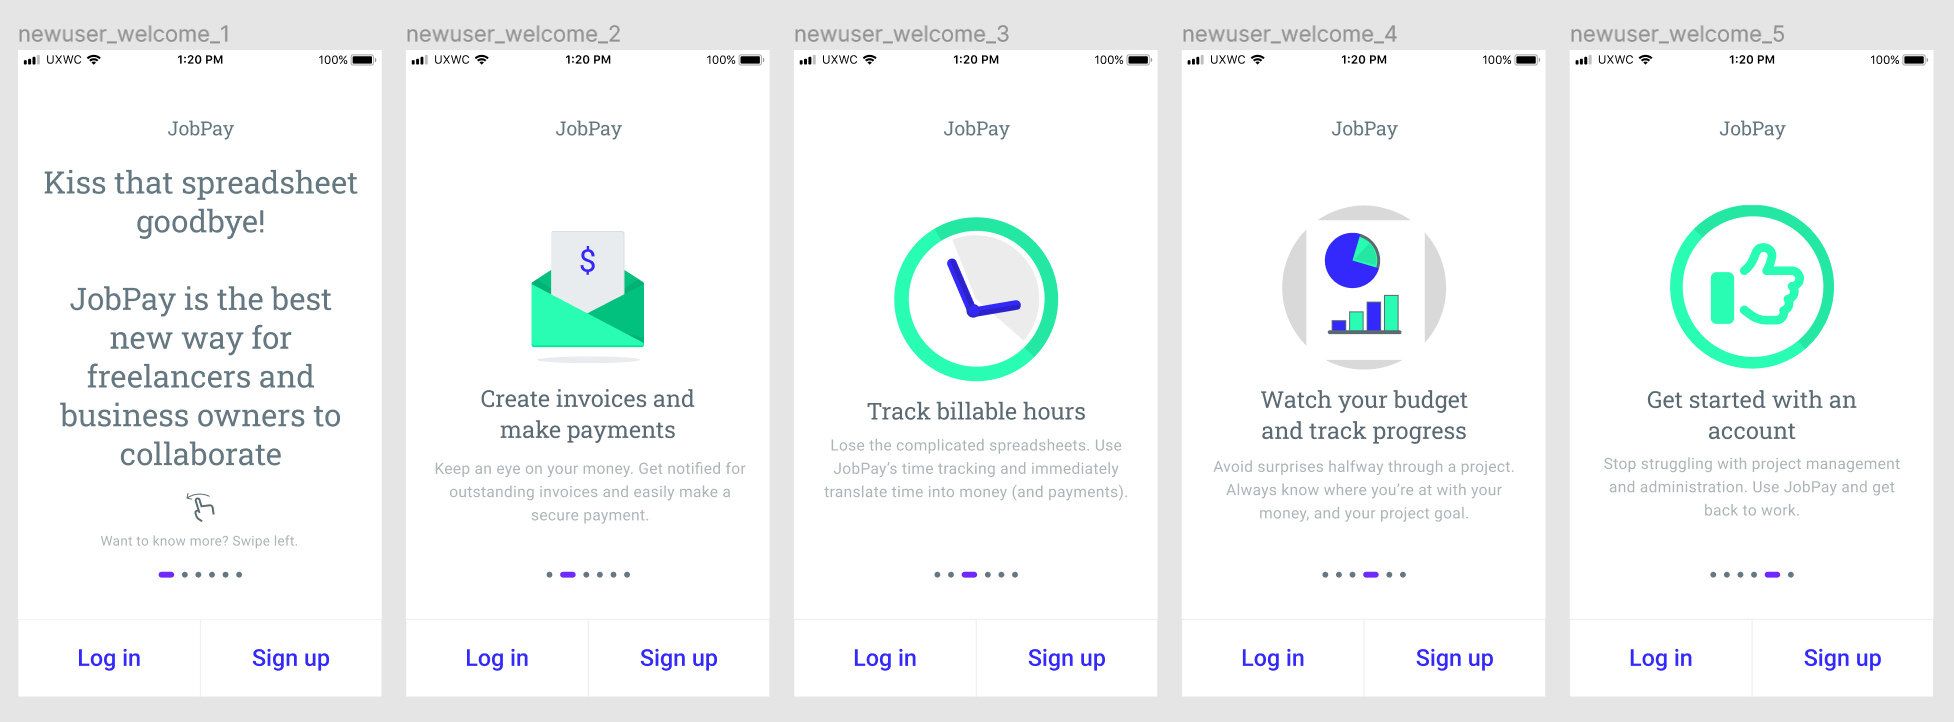 newuser_welcome_1
UXWC
1:20 PM
100%
JobPay
Kiss that spreadsheet
goodbye!
JobPay is the best
new way for
freelancers and
business owners to
collaborate
Want to know more? Swipe left.
Log in
Sign up
newuser_welcome_2
UXWC
1:20 PM
100%
JobPay
$
Create invoices and
make payments
Keep an eye on your money. Get notified for
outstanding invoices and easily make a
secure payment.
Log in
Sign up
newuser_welcome_3
UXWC
1:20 PM
100%
JobPay
Track billable hours
Lose the complicated spreadsheets. Use
JobPay’s time tracking and immediately
translate time into money (and payments).
Log in
Sign up
newuser_welcome_4
UXWC
1:20 PM
100%
JobPay
Watch your budget
and track progress
Avoid surprises halfway through a project.
Always know where you’re at with your
money, and your project goal.
Log in
Sign up
newuser_welcome_5
UXWC
1:20 PM
100%
JobPay
Get started with an
account
Stop struggling with project management
and administration. Use JobPay and get
back to work.
Log in
Sign up